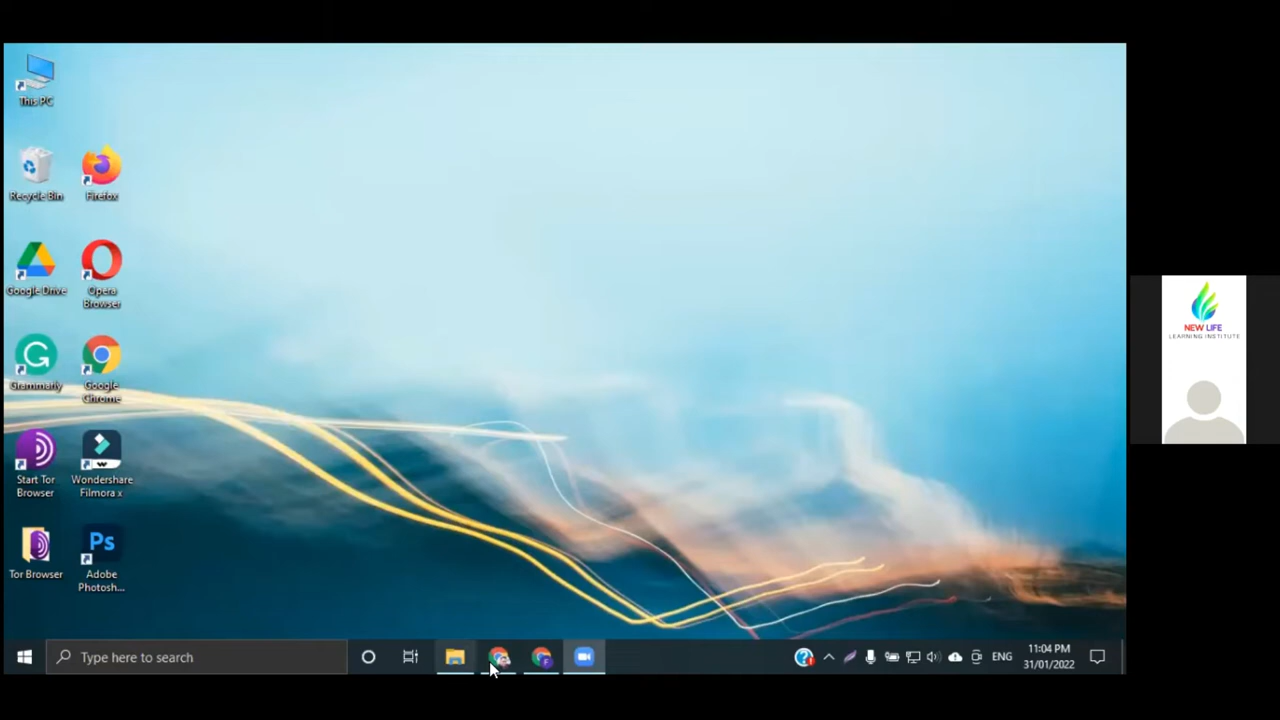 This PC
Recycle Bin
Firefox
Google Drive
Opera
Browser
Grammarly
Google
Chrome
Start Tor
Browser
Wondershare
Filmora x
Tor Browser
Ps
Adobe
Photosh...
NEW LIFE
LEARNING INSTITUTE
Type here to search
ENG
11:04 PM
31/01/2022